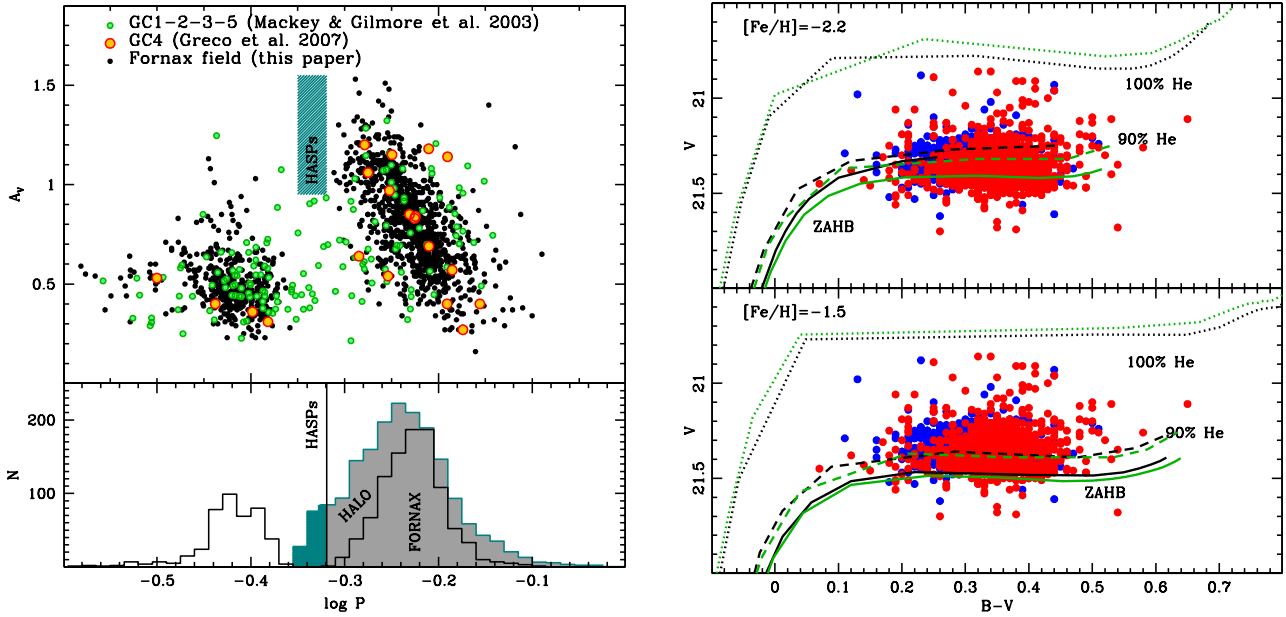 GC1-2-3-5 (Mackey & Gilmore et al. 2003)
GC4 (Greco et al. 2007)
Fornax field (this paper)
1.5
1
0.5
A_V
HASPs
200
100
N
HASPs
HALO
FORNAX
-0.5
-0.4
-0.3
-0.2
-0.1
log P
[Fe/H]=-2.2
100% He
90% He
ZAHB
21
21.5
V
[Fe/H]=-1.5
100% He
90% He
ZAHB
21
21.5
V
0
0.1
0.2
0.3
0.4
0.5
0.6
0.7
B-V